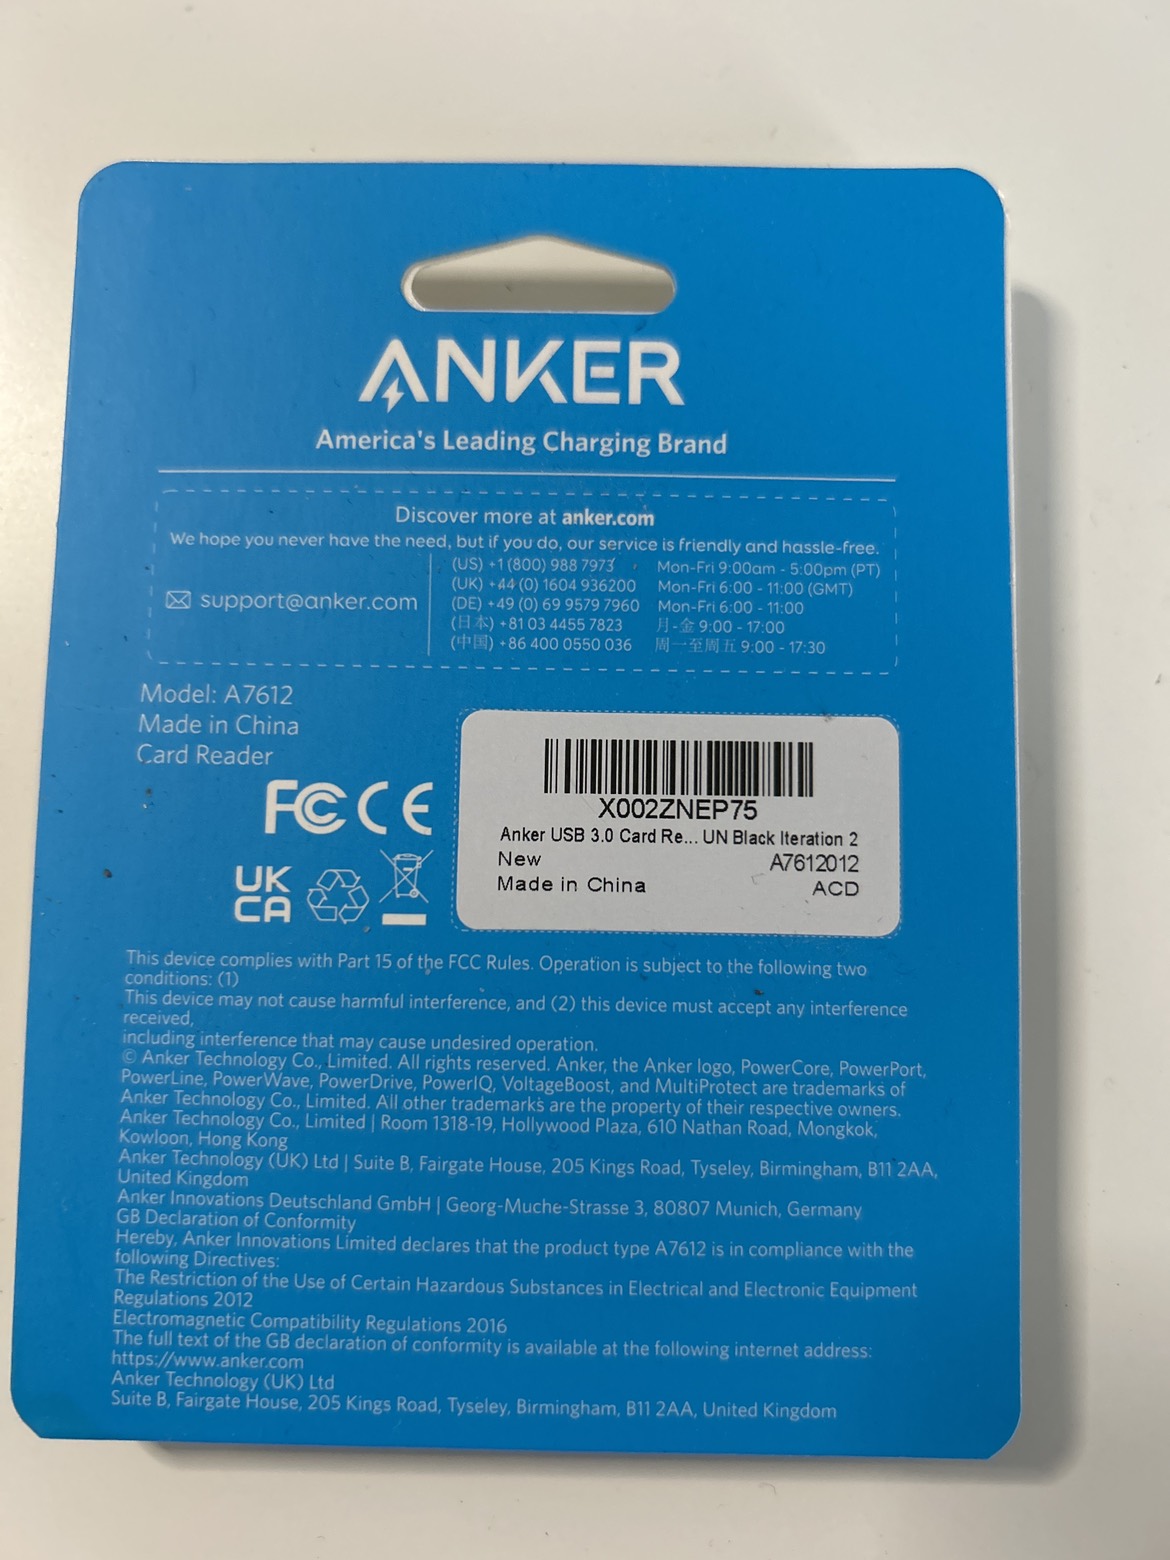 ANKER
America's Leading Charging Brand
Discover more at anker.com
We hope you never have the need, but if you do, our service is friendly and hassle-free.
support@anker.com
(US) +1 (800) 988 7973 Mon-Fri 9:00am - 5:00pm (PT)
(UK) +44 (0) 1604 936200 Mon-Fri 6:00 - 11:00 (GMT)
(DE) +49 (0) 69 9579 7960 Mon-Fri 6:00 - 11:00
(日本) +81 03 4455 7823 月-金 9:00 - 17:00
(中国) +86 400 0550 036 周一至周五 9:00 - 17:30
Model: A7612
Made in China
Card Reader
FC CE
UK
CA
X002ZNEP75
Anker USB 3.0 Card Re... UN Black Iteration 2
New A7612012
Made in China ACD
This device complies with Part 15 of the FCC Rules. Operation is subject to the following two
conditions: (1)
This device may not cause harmful interference, and (2) this device must accept any interference
received,
including interference that may cause undesired operation.
© Anker Technology Co., Limited. All rights reserved. Anker, the Anker logo, PowerCore, PowerPort,
PowerLine, PowerWave, PowerDrive, PowerIQ, VoltageBoost, and MultiProtect are trademarks of
Anker Technology Co., Limited. All other trademarks are the property of their respective owners.
Anker Technology Co., Limited | Room 1318-19, Hollywood Plaza, 610 Nathan Road, Mongkok,
Kowloon, Hong Kong
Anker Technology (UK) Ltd | Suite B, Fairgate House, 205 Kings Road, Tyseley, Birmingham, B11 2AA,
United Kingdom
Anker Innovations Deutschland GmbH | Georg-Muche-Strasse 3, 80807 Munich, Germany
GB Declaration of Conformity
Hereby, Anker Innovations Limited declares that the product type A7612 is in compliance with the
following Directives:
The Restriction of the Use of Certain Hazardous Substances in Electrical and Electronic Equipment
Regulations 2012
Electromagnetic Compatibility Regulations 2016
The full text of the GB declaration of conformity is available at the following internet address:
https://www.anker.com
Anker Technology (UK) Ltd
Suite B, Fairgate House, 205 Kings Road, Tyseley, Birmingham, B11 2AA, United Kingdom